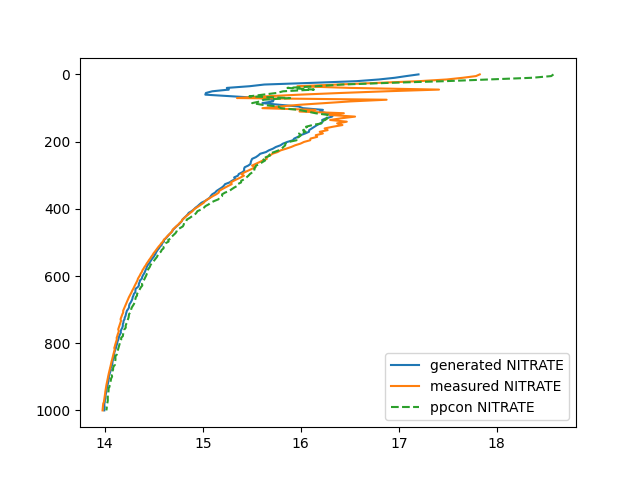 0
200
400
600
800
1000
14 15 16 17 18
generated NITRATE
measured NITRATE
ppcon NITRATE